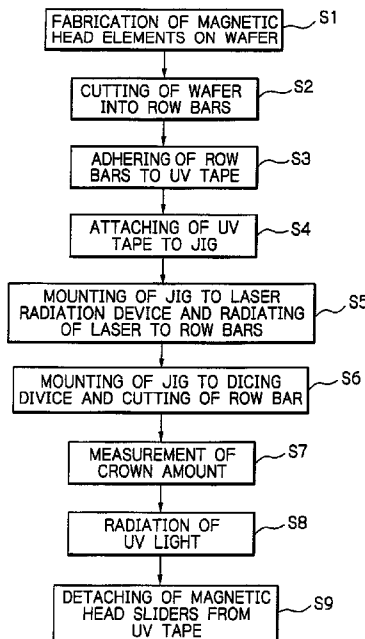 FABRICATION OF MAGNETIC
HEAD ELEMENTS ON WAFER
S1
CUTTING OF WAFER
INTO ROW BARS
S2
ADHERING OF ROW
BARS TO UV TAPE
S3
ATTACHING OF UV
TAPE TO JIG
S4
MOUNTING OF JIG TO LASER
RADIATION DEVICE AND RADIATING
OF LASER TO ROW BARS
S5
MOUNTING OF JIG TO DICING
DIVICE AND CUTTING OF ROW BAR
S6
MEASUREMENT OF
CROWN AMOUNT
S7
RADIATION OF
UV LIGHT
S8
DETACHING OF MAGNETIC
HEAD SLIDERS FROM
UV TAPE
S9